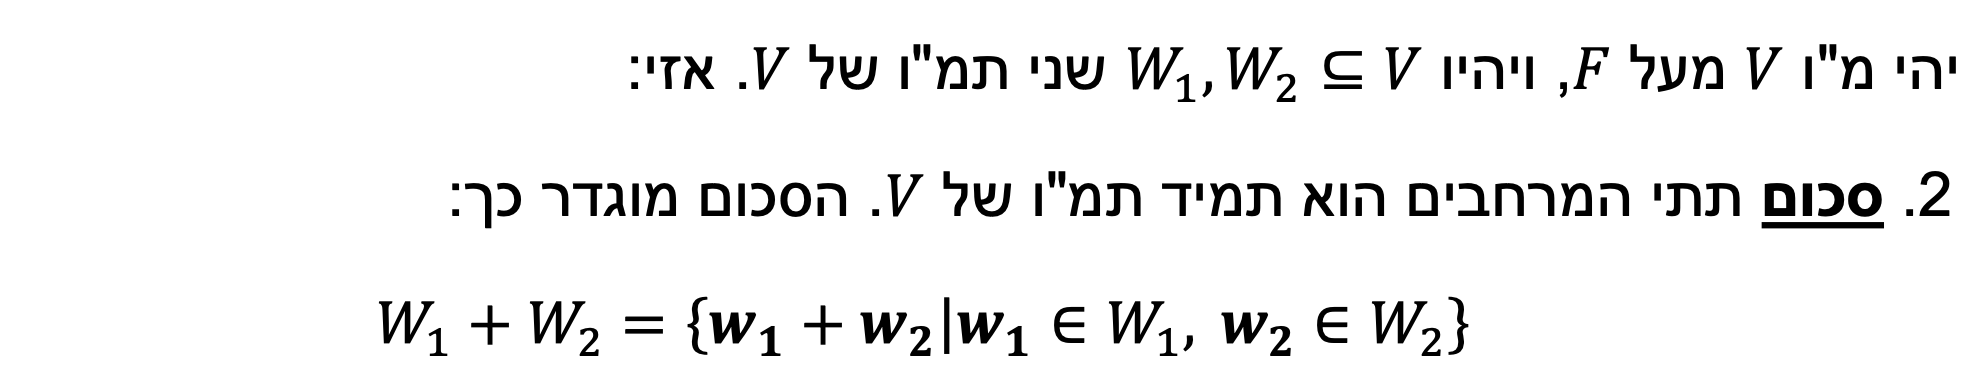 יהי מ"ו V מעל F, ויהיו W₁, W₂ ⊆ V שני תמ"ו של V. אזי:
2. סכום תתי המרחבים הוא תמיד תמ"ו של V. הסכום מוגדר כך:
W₁ + W₂ = {w₁ + w₂|w₁ ∈ W₁, w₂ ∈ W₂}